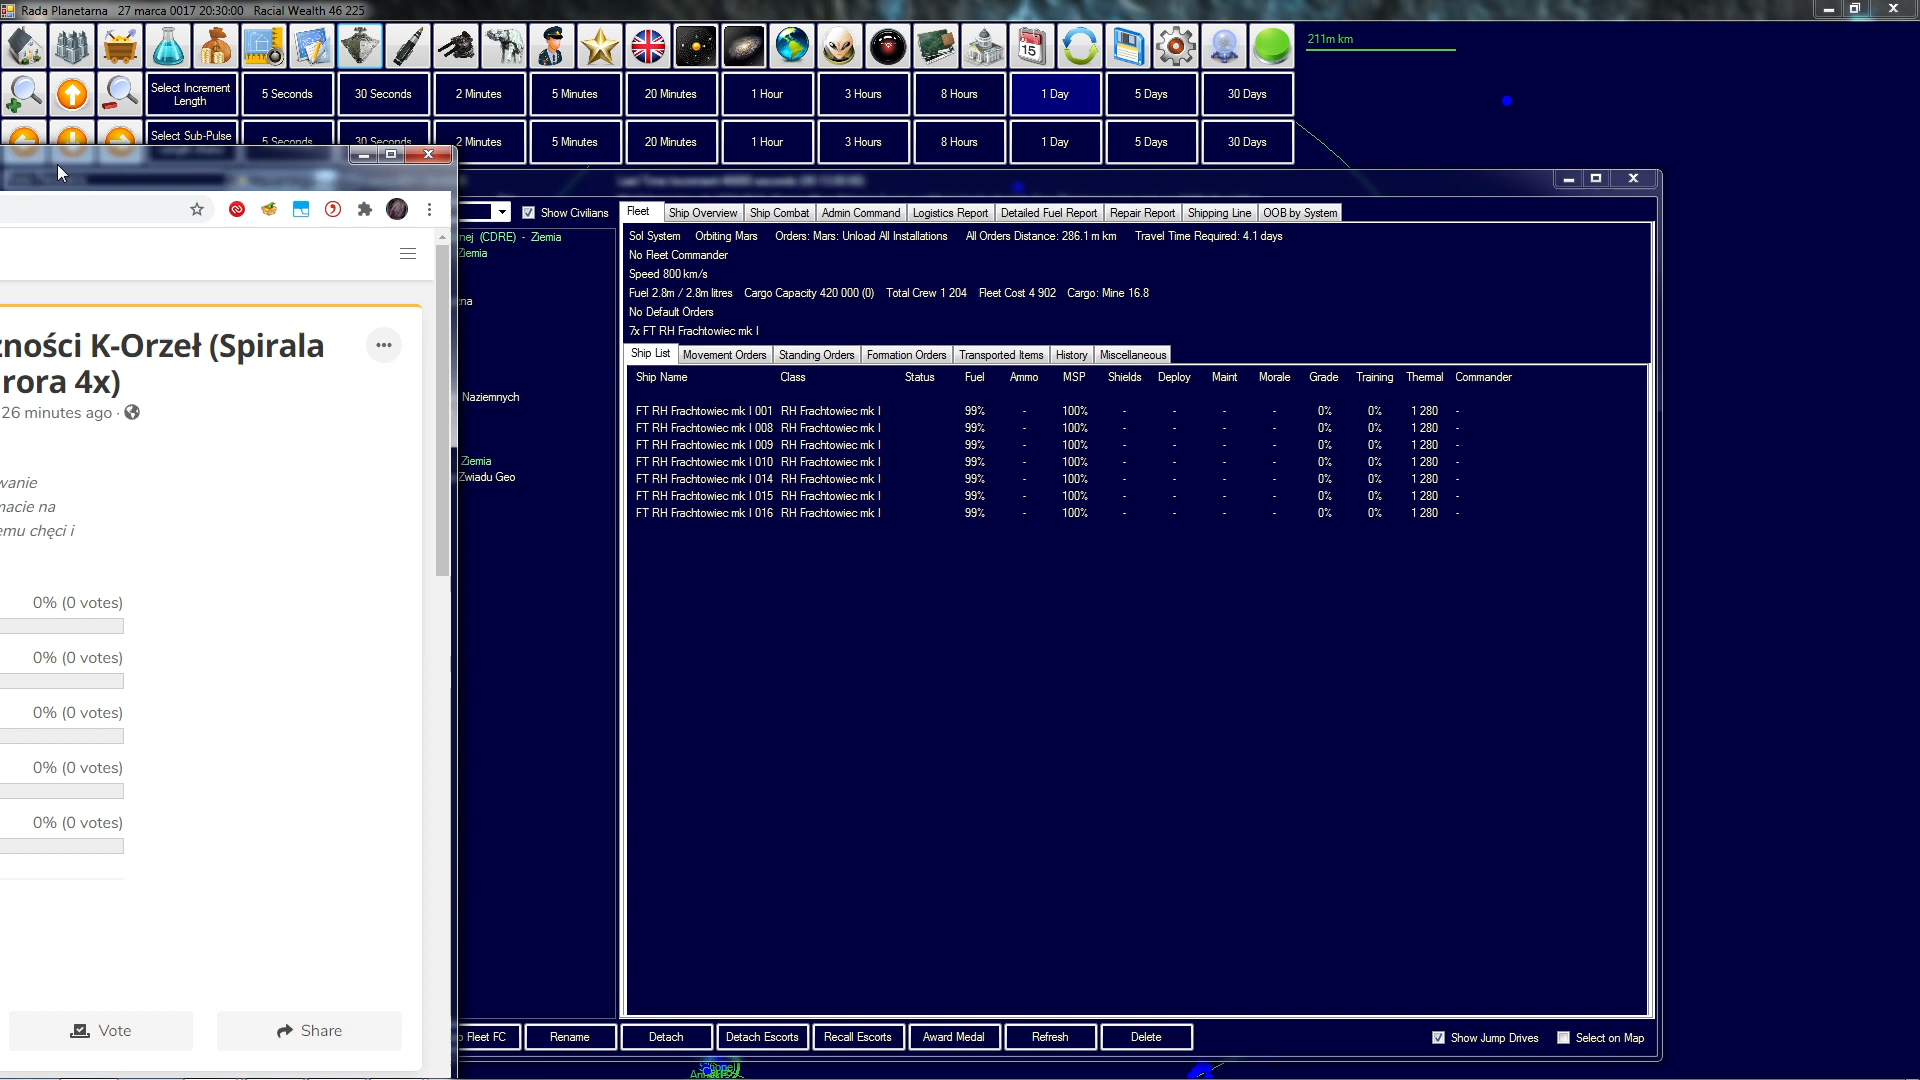 Rada Planetarna 27 marca 0017 20:30:00 Racial Wealth 46 225
211m km
Select Increment Length 5 Seconds 30 Seconds 2 Minutes 5 Minutes 20 Minutes 1 Hour 3 Hours 8 Hours 1 Day 5 Days 30 Days
Select Sub-Pulse 5 Seconds 30 Seconds 2 Minutes 5 Minutes 20 Minutes 1 Hour 3 Hours 8 Hours 1 Day 5 Days 30 Days
Show Civilians
nej (CDRE) - Ziemia
Ziemia
zna
Naziemnych
Ziemia
Zwiadu Geo
Fleet Ship Overview Ship Combat Admin Command Logistics Report Detailed Fuel Report Repair Report Shipping Line OOB by System
Sol System Orbiting Mars Orders: Mars: Unload All Installations All Orders Distance: 286.1 m km Travel Time Required: 4.1 days
No Fleet Commander
Speed 800 km/s
Fuel 2.8m / 2.8m litres Cargo Capacity 420 000 (0) Total Crew 1 204 Fleet Cost 4 902 Cargo: Mine 16.8
No Default Orders
7x FT RH Frachtowiec mk I
Ship List Movement Orders Standing Orders Formation Orders Transported Items History Miscellaneous
Ship Name Class Status Fuel Ammo MSP Shields Deploy Maint Morale Grade Training Thermal Commander
FT RH Frachtowiec mk I 001 RH Frachtowiec mk I 99% - 100% - - - - 0% 0% 1 280 -
FT RH Frachtowiec mk I 008 RH Frachtowiec mk I 99% - 100% - - - - 0% 0% 1 280 -
FT RH Frachtowiec mk I 009 RH Frachtowiec mk I 99% - 100% - - - - 0% 0% 1 280 -
FT RH Frachtowiec mk I 010 RH Frachtowiec mk I 99% - 100% - - - - 0% 0% 1 280 -
FT RH Frachtowiec mk I 014 RH Frachtowiec mk I 99% - 100% - - - - 0% 0% 1 280 -
FT RH Frachtowiec mk I 015 RH Frachtowiec mk I 99% - 100% - - - - 0% 0% 1 280 -
FT RH Frachtowiec mk I 016 RH Frachtowiec mk I 99% - 100% - - - - 0% 0% 1 280 -
Fleet FC Rename Detach Detach Escorts Recall Escorts Award Medal Refresh Delete Show Jump Drives Select on Map
zności K-Orzeł (Spirala
rora 4x)
26 minutes ago ·
wanie
macie na
emu chęci i
0% (0 votes)
0% (0 votes)
0% (0 votes)
0% (0 votes)
0% (0 votes)
Vote Share